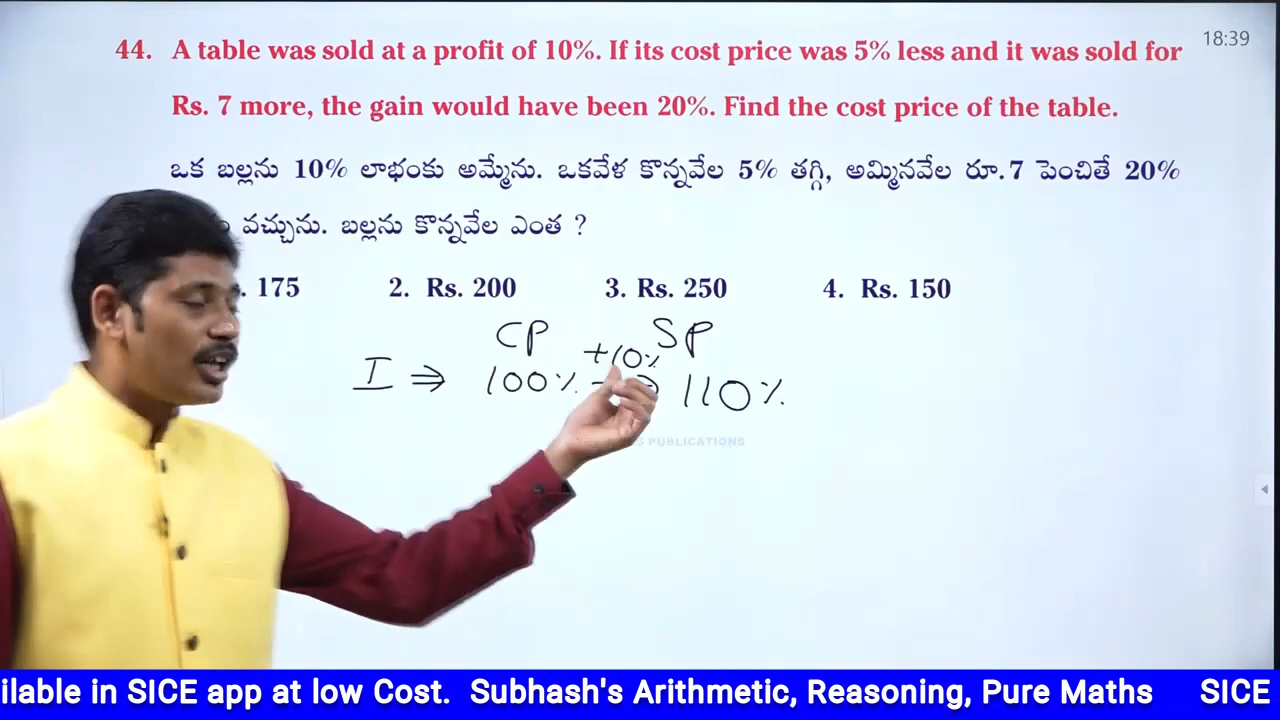 18:39
44. A table was sold at a profit of 10%. If its cost price was 5% less and it was sold for
Rs. 7 more, the gain would have been 20%. Find the cost price of the table.
ఒక బల్లను 10% లాభంకు అమ్మేను. ఒకవేళ కొన్నవేల 5% తగ్గి, అమ్మినవేల రూ.7 పెంచితే 20%
వచ్చును. బల్లను కొన్నవేల ఎంత ?
175 2. Rs. 200 3. Rs. 250 4. Rs. 150
CP SP
+10%
I ⇒ 100% 110%
PUBLICATIONS
ilable in SICE app at low Cost. Subhash's Arithmetic, Reasoning, Pure Maths SICE